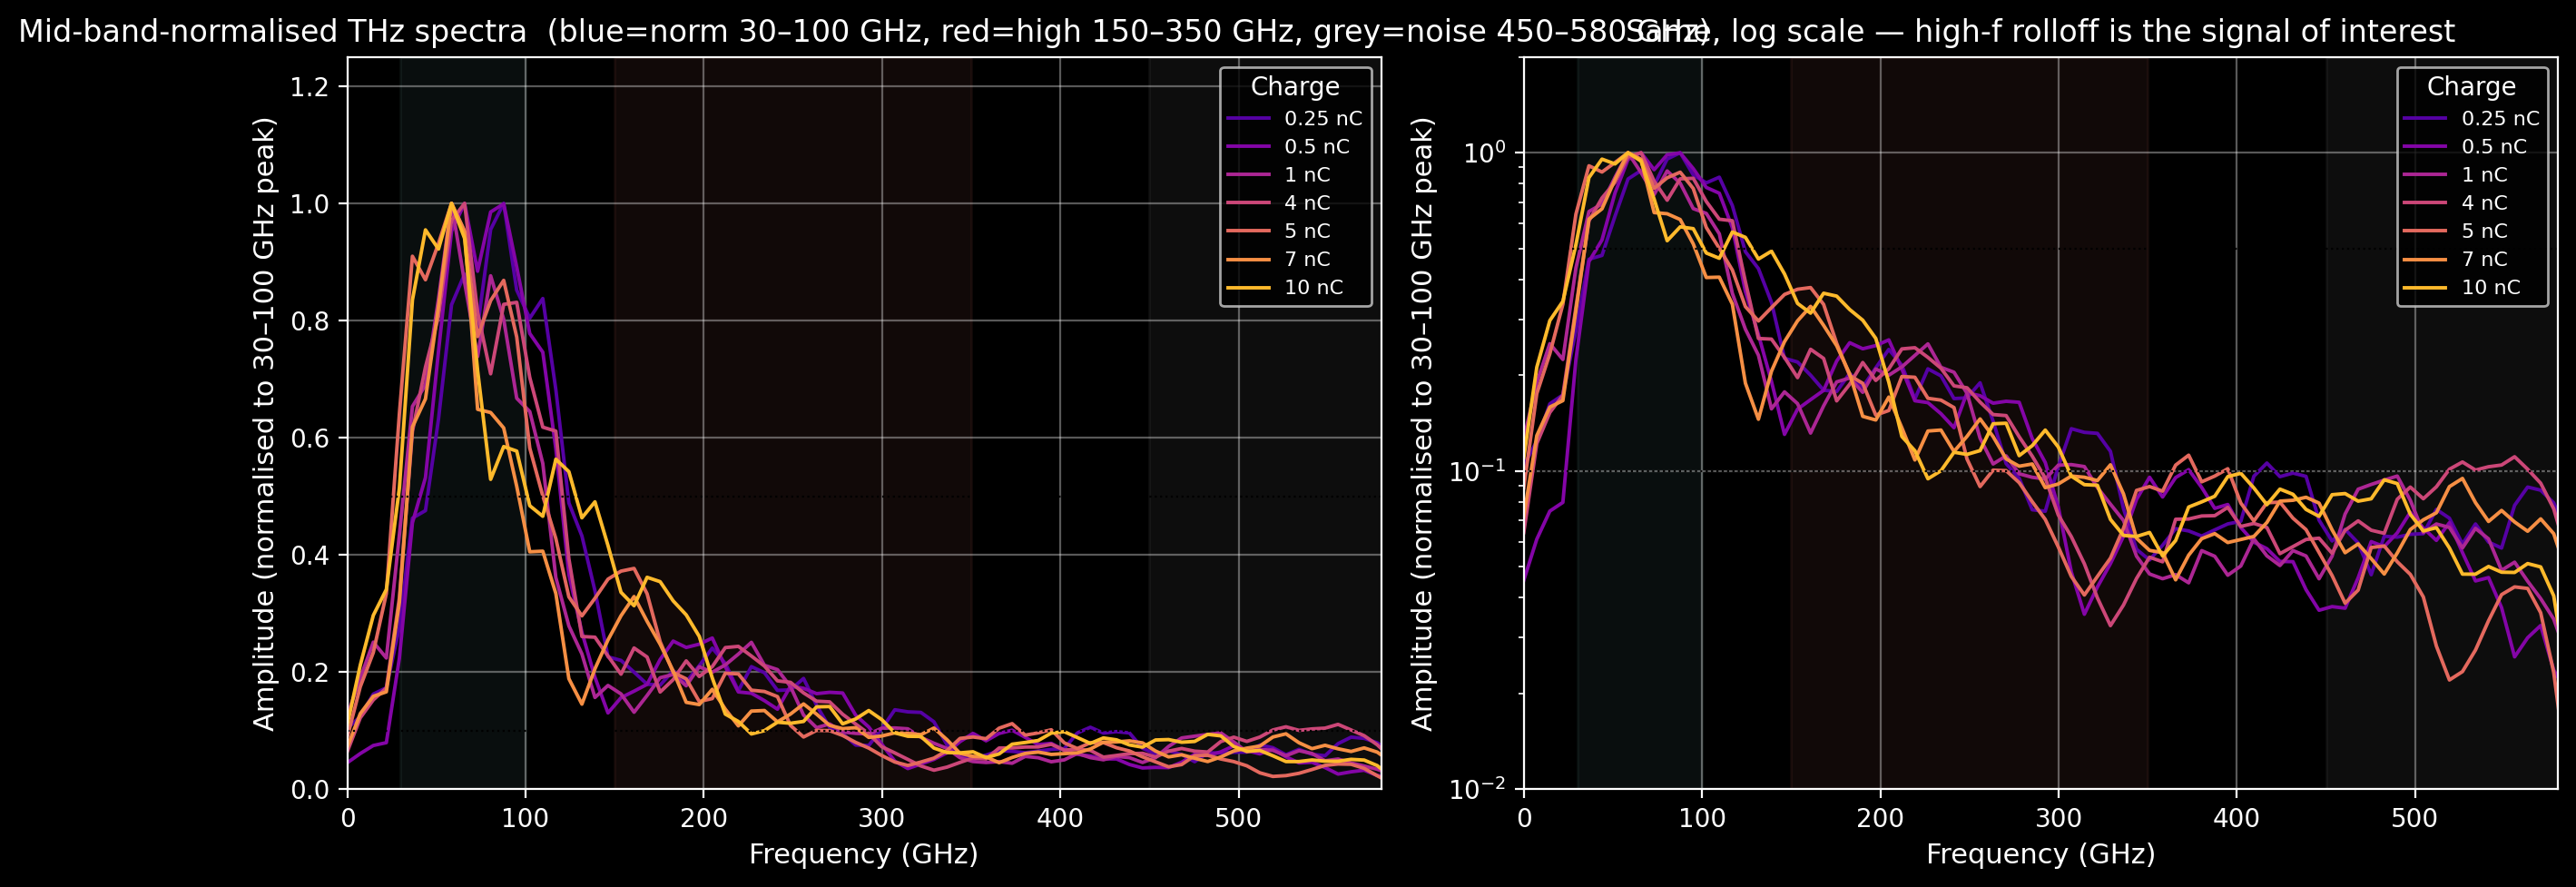 Mid-band-normalised THz spectra  (blue=norm 30–100 GHz, red=high 150–350 GHz, grey=noise 450–580 GHz)
Amplitude (normalised to 30–100 GHz peak)
1.2
1.0
0.8
0.6
0.4
0.2
0.0
0
100
200
300
400
500
Frequency (GHz)
Charge
0.25 nC
0.5 nC
1 nC
4 nC
5 nC
7 nC
10 nC
Same, log scale — high-f rolloff is the signal of interest
Amplitude (normalised to 30–100 GHz peak)
10⁰
10⁻¹
10⁻²
0
100
200
300
400
500
Frequency (GHz)
Charge
0.25 nC
0.5 nC
1 nC
4 nC
5 nC
7 nC
10 nC